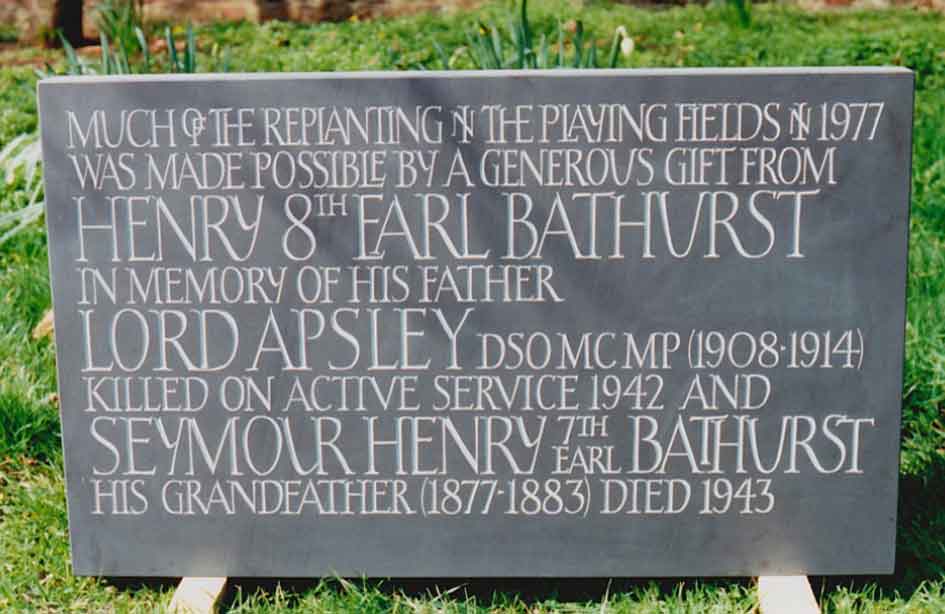 MUCH OF THE REPLANTING IN THE PLAYING FIELDS IN 1977
WAS MADE POSSIBLE BY A GENEROUS GIFT FROM
HENRY 8TH EARL BATHURST
IN MEMORY OF HIS FATHER
LORD APSLEY DSO MC MP (1908·1914)
KILLED ON ACTIVE SERVICE 1942 AND
SEYMOUR HENRY 7TH EARL BATHURST
HIS GRANDFATHER (1877·1883) DIED 1943